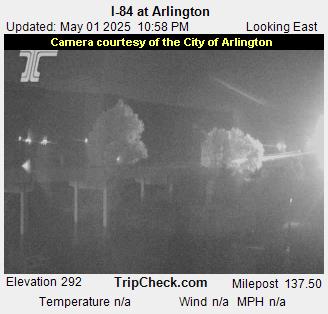 I-84 at Arlington
Updated: May 01 2025 10:58 PM Looking East
Camera courtesy of the City of Arlington
Elevation 292 TripCheck.com Milepost 137.50
Temperature n/a Wind n/a MPH n/a